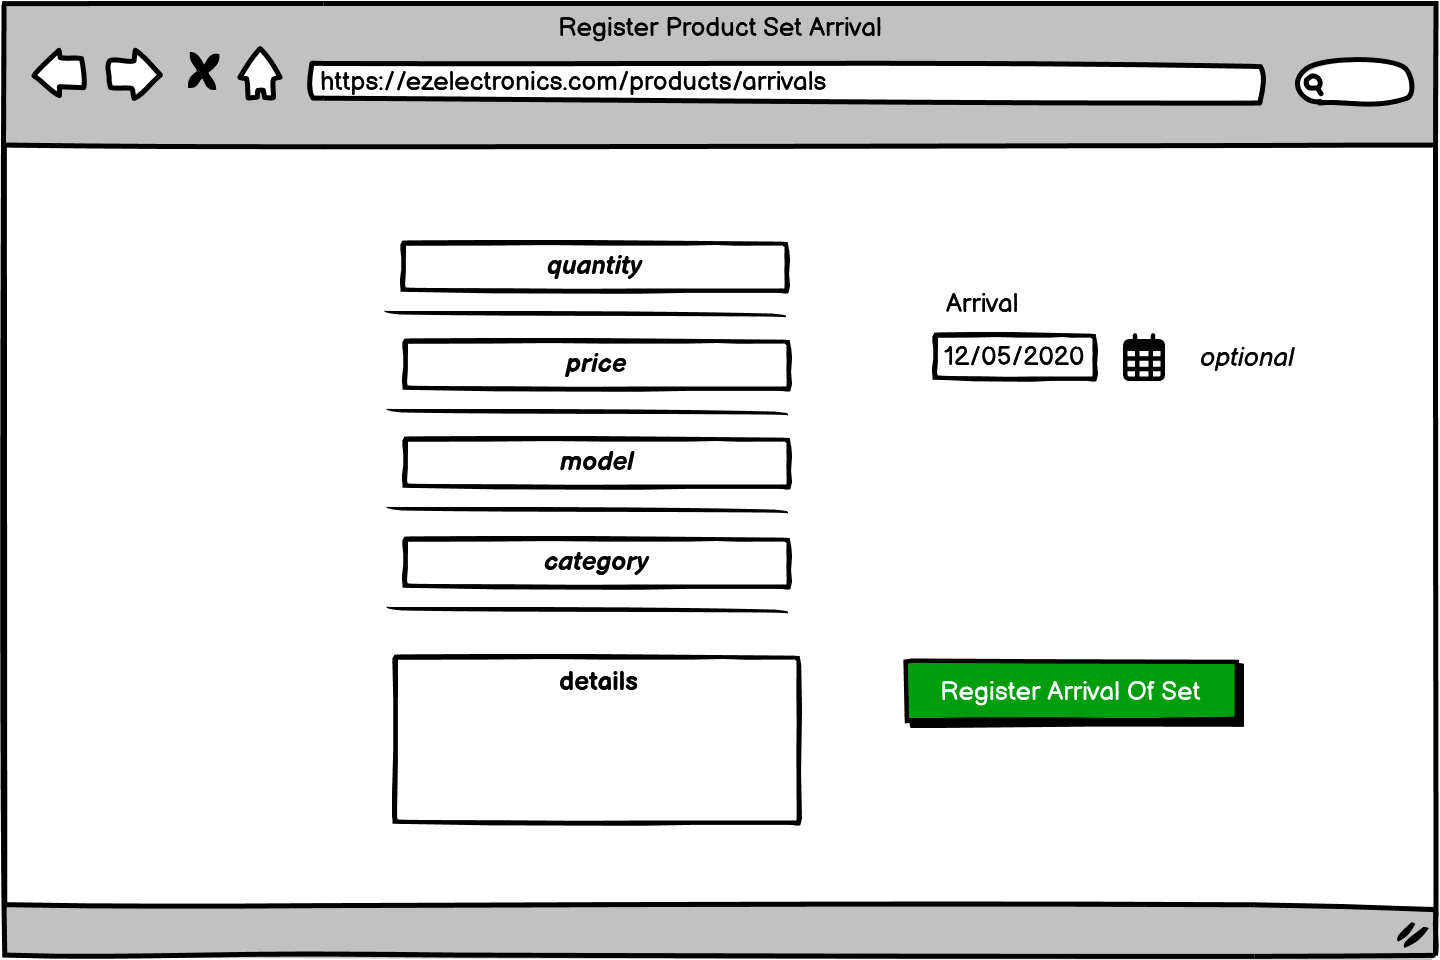 Register Product Set Arrival
https://ezelectronics.com/products/arrivals
quantity
price
model
category
details
Arrival
12/05/2020
optional
Register Arrival Of Set